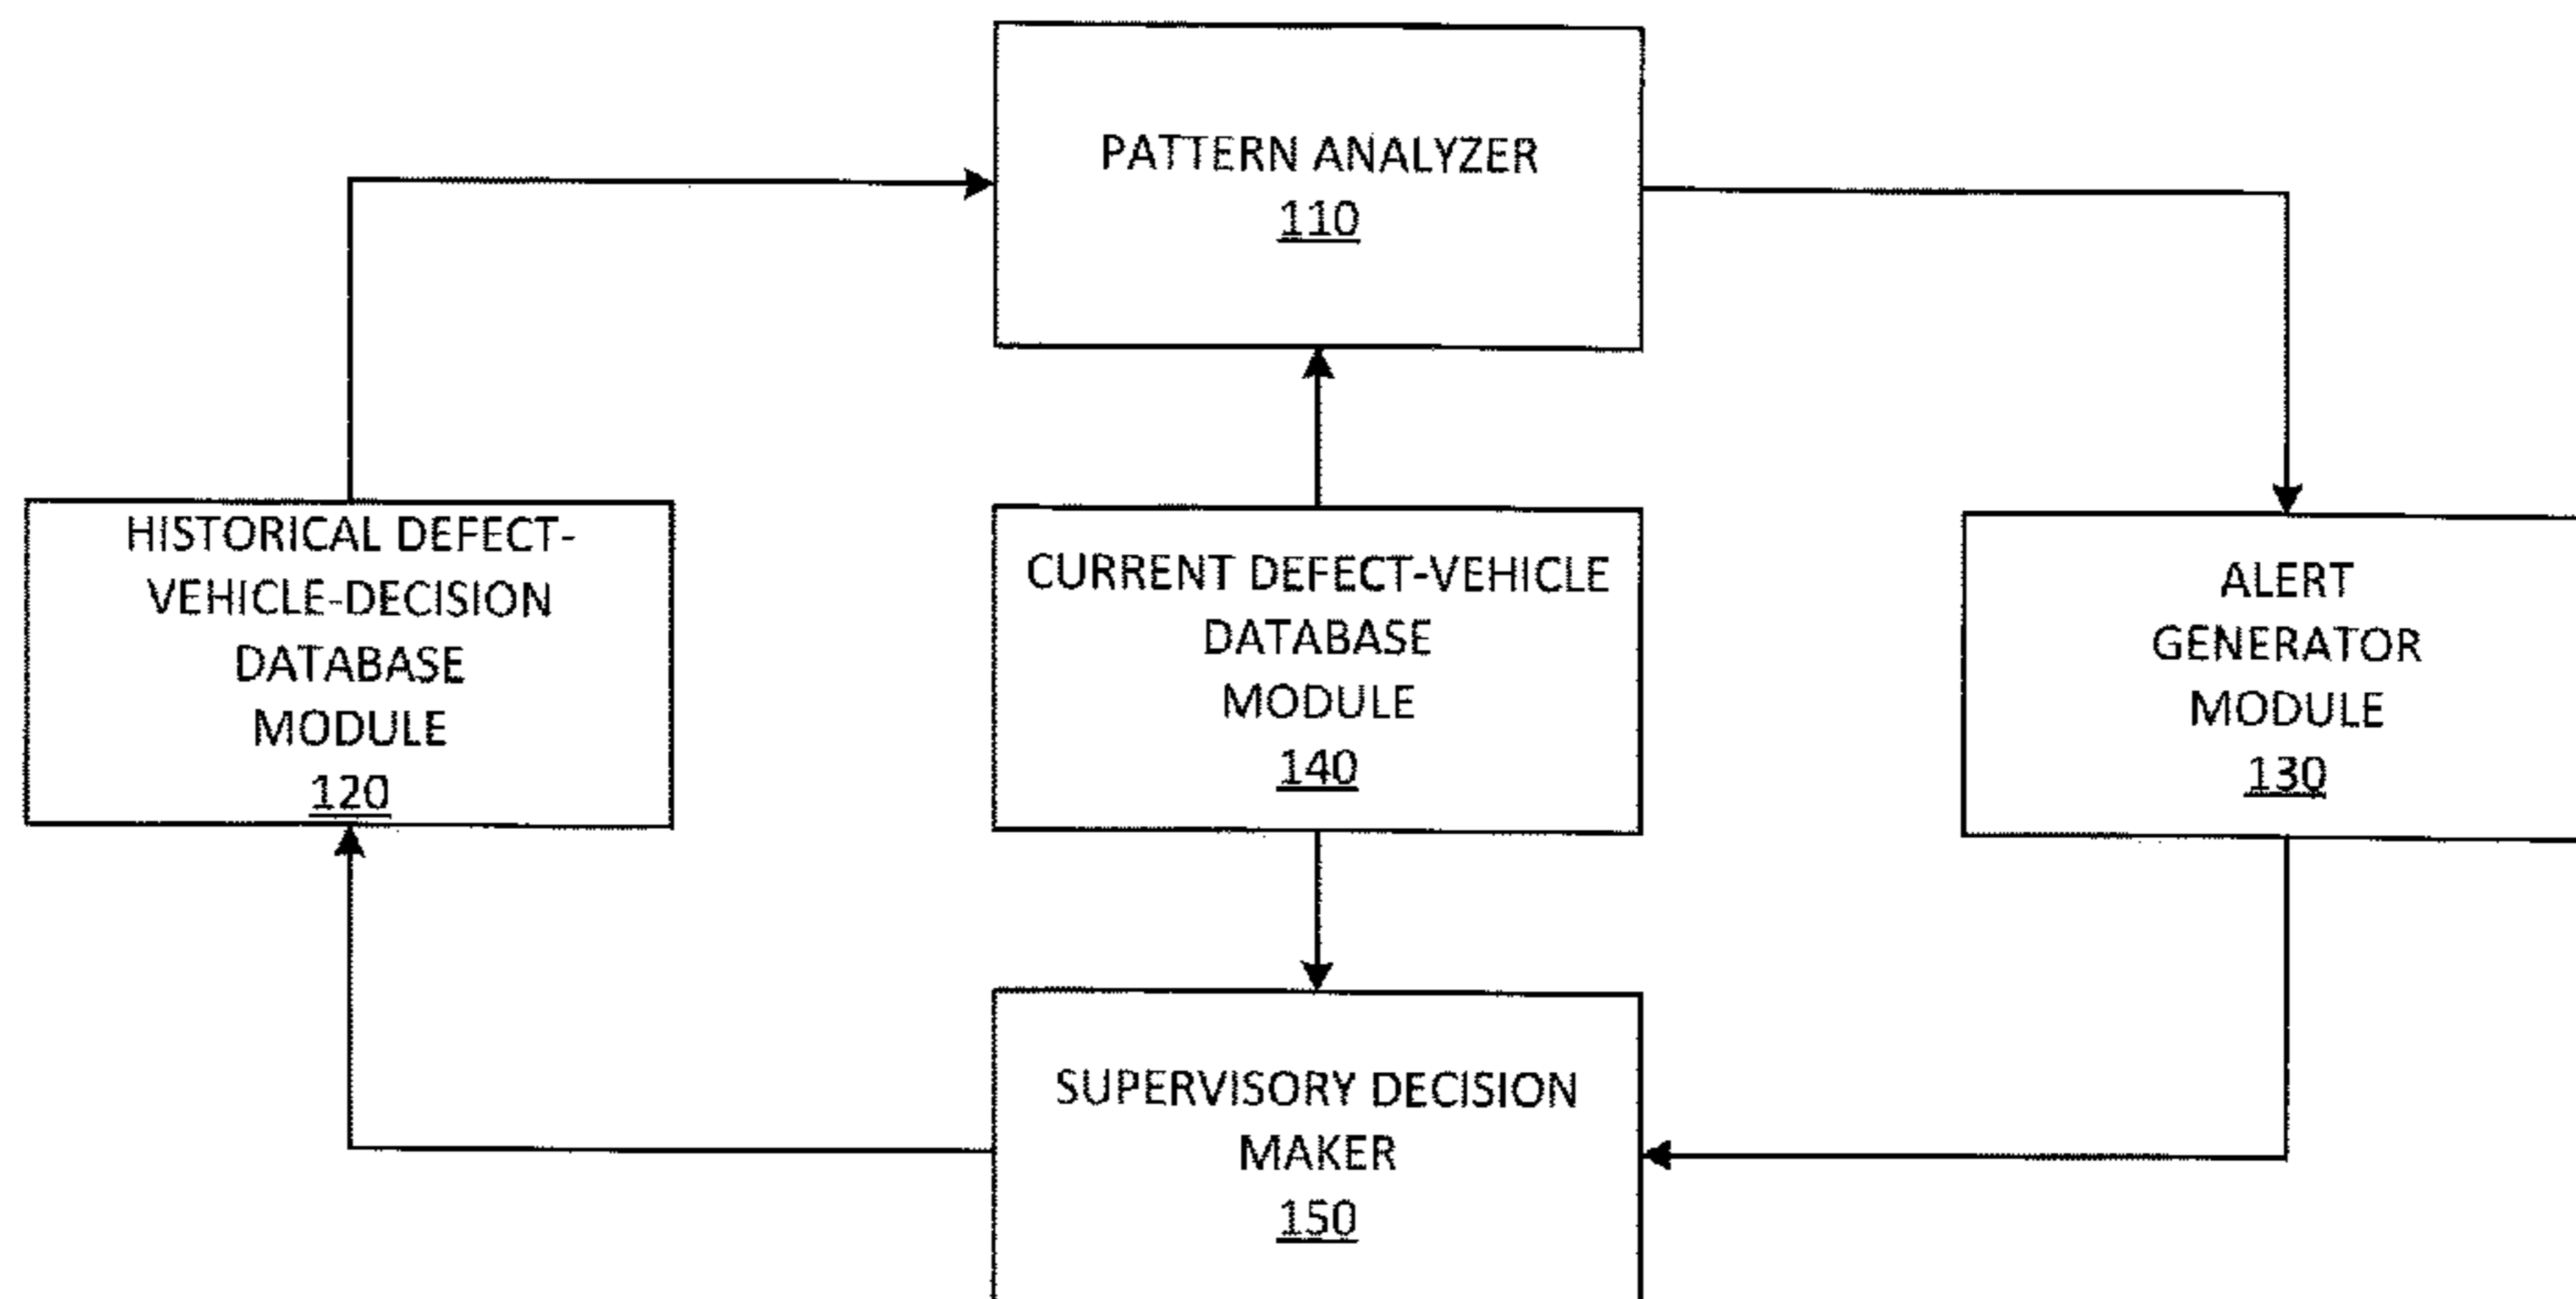 PATTERN ANALYZER
110
HISTORICAL DEFECT-
VEHICLE-DECISION
DATABASE
MODULE
120
CURRENT DEFECT-VEHICLE
DATABASE
MODULE
140
ALERT
GENERATOR
MODULE
130
SUPERVISORY DECISION
MAKER
150